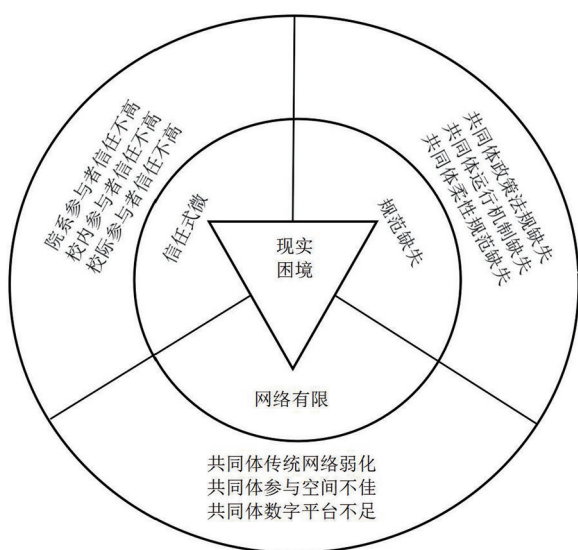 现实
困境
信任式微
院系参与者信任不高
校内参与者信任不高
校际参与者信任不高
规范缺失
共同体政策法规缺失
共同体运行机制缺失
共同体柔性规范缺失
网络有限
共同体传统网络弱化
共同体参与空间不佳
共同体数字平台不足